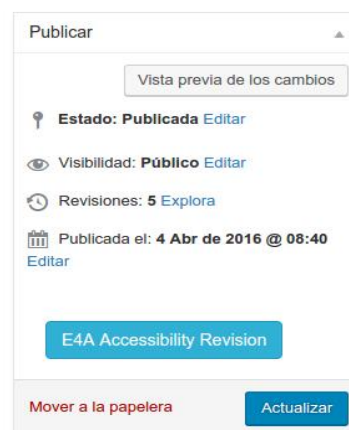 Publicar
Vista previa de los cambios
Estado: Publicada Editar
Visibilidad: Público Editar
Revisiones: 5 Explora
Publicada el: 4 Abr de 2016 @ 08:40
Editar
E4A Accessibility Revision
Mover a la papelera
Actualizar